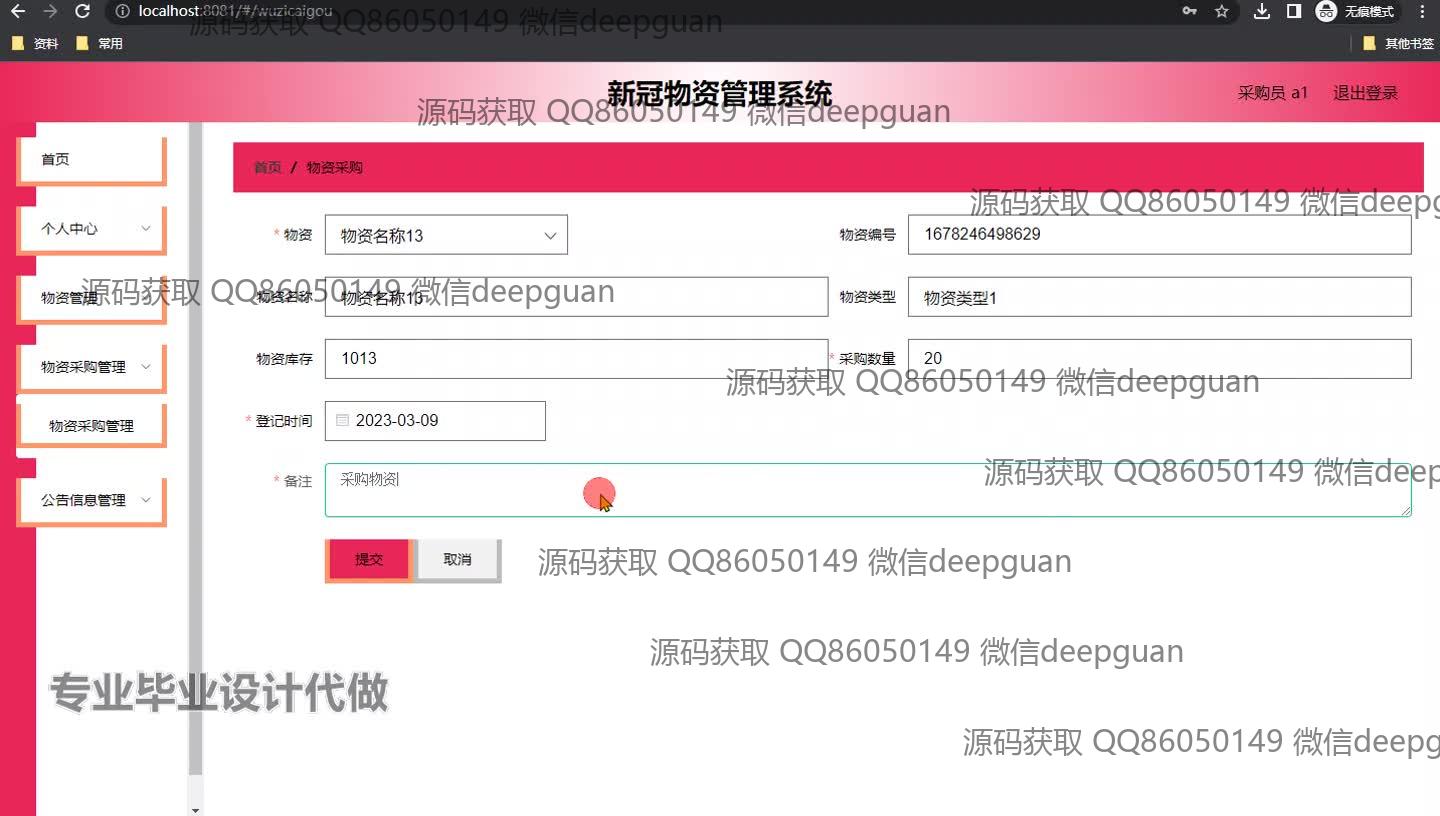 localhost:8081/#/wuzicaigou
无痕模式
资料
常用
其他书签
源码获取 QQ86050149 微信deepguan
新冠物资管理系统
采购员 a1
退出登录
源码获取 QQ86050149 微信deepguan
首页
首页 / 物资采购
源码获取 QQ86050149 微信deepg
个人中心
* 物资
物资名称13
物资编号
1678246498629
物资管理
源码获取 QQ86050149 微信deepguan
物资名称
物资名称13
物资类型
物资类型1
物资采购管理
物资库存
1013
* 采购数量
20
源码获取 QQ86050149 微信deepguan
物资采购管理
* 登记时间
2023-03-09
* 备注
采购物资
源码获取 QQ86050149 微信deep
公告信息管理
提交
取消
源码获取 QQ86050149 微信deepguan
源码获取 QQ86050149 微信deepguan
专业毕业设计代做
源码获取 QQ86050149 微信deepg